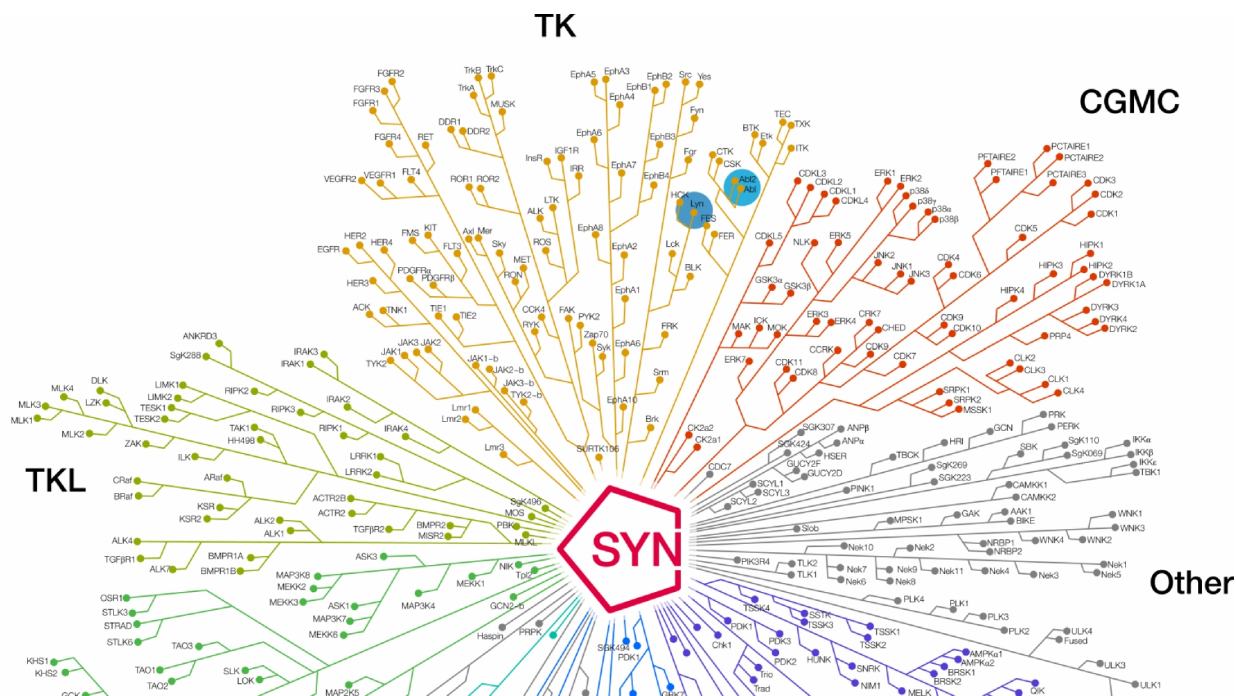 TK
CGMC
TKL
Other
SYN
FGFR2
FGFR3
FGFR1
FGFR4
RET
VEGFR2
VEGFR1
FLT4
TrkB
TrkC
TrkA
MUSK
DDR1
DDR2
ROR1
ROR2
InsR
IGF1R
IRR
LTK
ALK
ROS
HER2
EGFR
HER4
HER3
FMS
KIT
FLT3
PDGFRα
PDGFRβ
Axl
Mer
Sky
MET
RON
ACK
TNK1
TIE1
TIE2
CCK4
RYK
JAK3
JAK2
JAK1
TYK2
JAK1~b
JAK2~b
JAK3~b
TYK2~b
Lmr1
Lmr2
Lmr3
FAK
PYK2
Zap70
Syk
SURTK106
EphA5
EphA3
EphA4
EphA6
EphA7
EphA8
EphA2
EphA1
EphA6
EphA10
EphB2
EphB1
EphB3
EphB4
Src
Yes
Fyn
Fgr
HCK
Lyn
Lck
BLK
FRK
Srm
Brk
CTK
CSK
Abl2
Abl
FES
FER
TEC
TXK
BTK
Etk
ITK
CDKL3
CDKL2
CDKL1
CDKL4
CDKL5
ERK1
ERK2
p38δ
p38γ
p38α
p38β
NLK
ERK5
JNK2
JNK1
JNK3
GSK3α
GSK3β
MAK
ICK
MOK
ERK3
ERK4
ERK7
CRK7
CHED
CCRK
CDK9
CDK11
CDK8
CDK7
PFTAIRE2
PFTAIRE1
PCTAIRE1
PCTAIRE2
PCTAIRE3
CDK3
CDK2
CDK1
CDK5
CDK4
CDK6
CDK9
CDK10
HIPK1
HIPK2
HIPK3
HIPK4
DYRK1B
DYRK1A
DYRK3
DYRK4
DYRK2
PRP4
CLK2
CLK3
CLK1
CLK4
SRPK1
SRPK2
MSSK1
CK2a2
CK2a1
ANKRD3
SgK288
IRAK3
IRAK1
IRAK2
IRAK4
RIPK2
RIPK3
RIPK1
LIMK1
LIMK2
TESK1
TESK2
DLK
MLK4
LZK
MLK3
MLK1
MLK2
ZAK
ILK
TAK1
HH498
LRRK1
LRRK2
CRaf
BRaf
ARaf
KSR
KSR2
ACTR2B
ACTR2
TGFβR2
BMPR2
MISR2
ALK2
ALK1
ALK4
TGFβR1
ALK7
BMPR1A
BMPR1B
SgK496
MOS
PBK
MLKL
NIK
Tpl2
GCN2~b
ASK3
MAP3K8
MEKK2
MEKK3
ASK1
MAP3K7
MEKK6
MAP3K4
MEKK1
OSR1
STLK3
STRAD
STLK6
TAO3
TAO1
TAO2
KHS1
KHS2
GCK
SLK
LOK
MAP2K5
Haspin
PRPK
SGK494
PDK1
GRK7
CDC7
SGK307
ANPβ
SGK424
ANPα
HSER
GUCY2F
GUCY2D
SCYL1
SCYL3
SCYL2
TBCK
PINK1
HRI
GCN
PRK
PERK
SgK269
SGK223
SBK
SgK110
SgK069
IKKα
IKKβ
IKKε
TBK1
CAMKK1
CAMKK2
Slob
MPSK1
GAK
AAK1
BIKE
WNK1
WNK3
WNK4
WNK2
NRBP1
NRBP2
PIK3R4
TLK2
TLK1
Nek10
Nek7
Nek6
Nek2
Nek9
Nek8
Nek11
Nek4
Nek3
Nek1
Nek5
PLK4
PLK1
PLK3
PLK2
ULK4
Fused
ULK3
ULK1
TSSK4
SSTK
TSSK3
TSSK1
TSSK2
PDK1
Chk1
PDK3
PDK2
Trio
Trad
HUNK
SNRK
NIM1
MELK
AMPKα1
AMPKα2
BRSK1
BRSK2
QIK